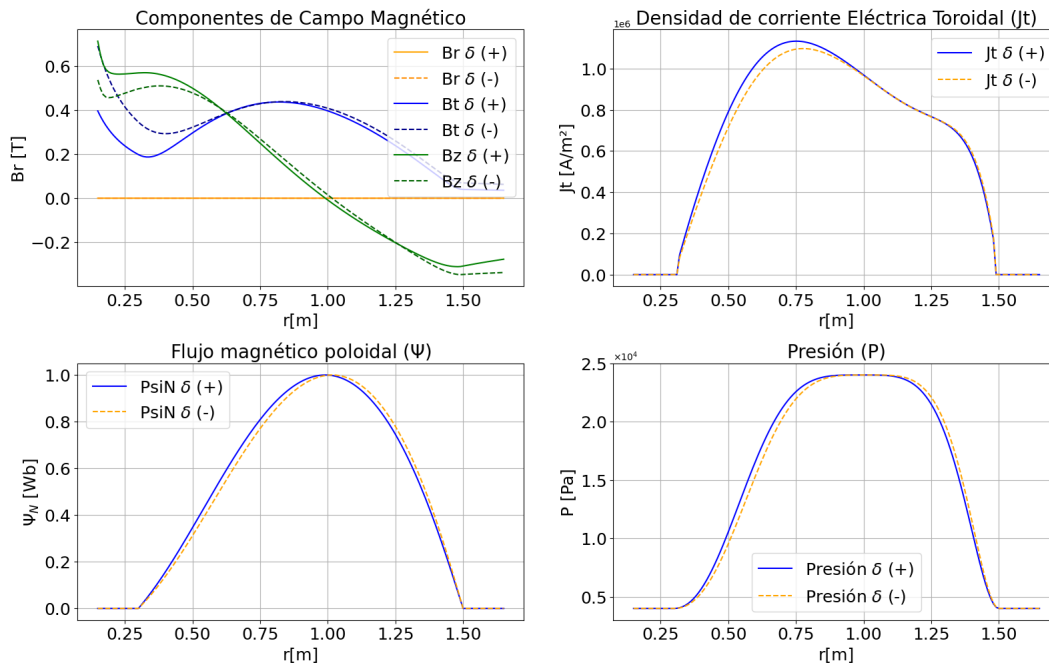 Componentes de Campo Magnético
Br [T]
0.6
0.4
0.2
0.0
−0.2
0.25 0.50 0.75 1.00 1.25 1.50
r[m]
Br δ (+)
Br δ (-)
Bt δ (+)
Bt δ (-)
Bz δ (+)
Bz δ (-)
Densidad de corriente Eléctrica Toroidal (Jt)
1e6
Jt [A/m²]
1.0
0.8
0.6
0.4
0.2
0.0
0.25 0.50 0.75 1.00 1.25 1.50
r[m]
Jt δ (+)
Jt δ (-)
Flujo magnético poloidal (Ψ)
Ψ_N [Wb]
1.0
0.8
0.6
0.4
0.2
0.0
0.25 0.50 0.75 1.00 1.25 1.50
r[m]
PsiN δ (+)
PsiN δ (-)
Presión (P)
×10⁴
P [Pa]
2.5
2.0
1.5
1.0
0.5
0.25 0.50 0.75 1.00 1.25 1.50
r[m]
Presión δ (+)
Presión δ (-)